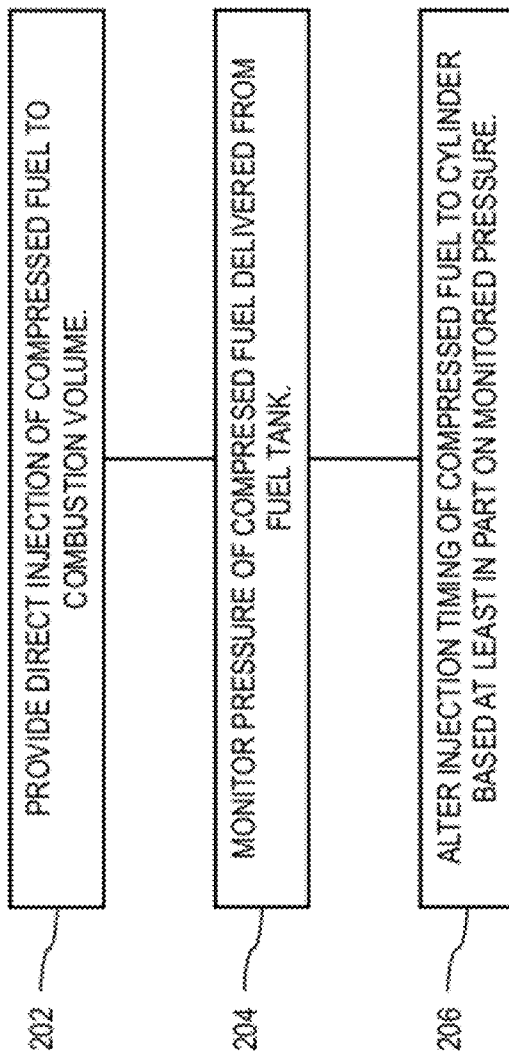 202
PROVIDE DIRECT INJECTION OF COMPRESSED FUEL TO
COMBUSTION VOLUME.
204
MONITOR PRESSURE OF COMPRESSED FUEL DELIVERED FROM
FUEL TANK.
206
ALTER INJECTION TIMING OF COMPRESSED FUEL TO CYLINDER
BASED AT LEAST IN PART ON MONITORED PRESSURE.